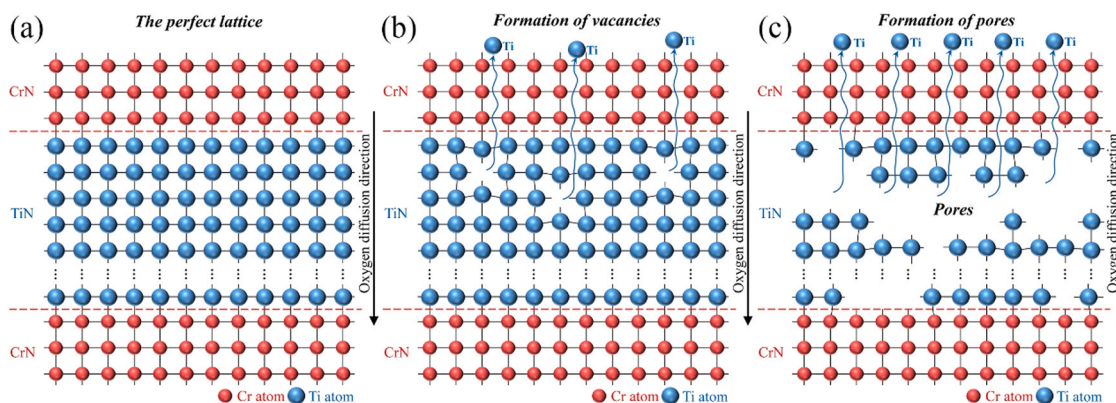 (a) The perfect lattice
CrN
TiN
CrN
Oxygen diffusion direction
Cr atom Ti atom
(b) Formation of vacancies
Ti Ti Ti
CrN
TiN
CrN
Oxygen diffusion direction
Cr atom Ti atom
(c) Formation of pores
Ti Ti Ti Ti Ti
CrN
TiN
Pores
CrN
Oxygen diffusion direction
Cr atom Ti atom